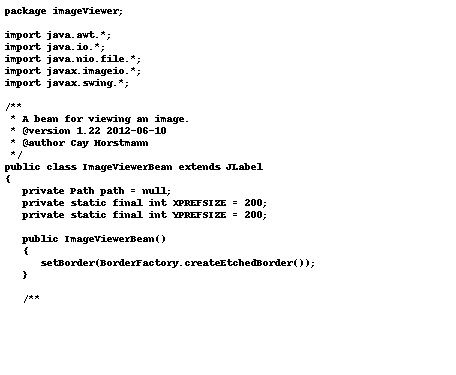 package imageViewer;

import java.awt.*;
import java.io.*;
import java.nio.file.*;
import javax.imageio.*;
import javax.swing.*;

/**
 * A bean for viewing an image.
 * @version 1.22 2012-06-10
 * @author Cay Horstmann
 */
public class ImageViewerBean extends JLabel
{
   private Path path = null;
   private static final int XPREFSIZE = 200;
   private static final int YPREFSIZE = 200;

   public ImageViewerBean()
   {
      setBorder(BorderFactory.createEtchedBorder());
   }

   /**